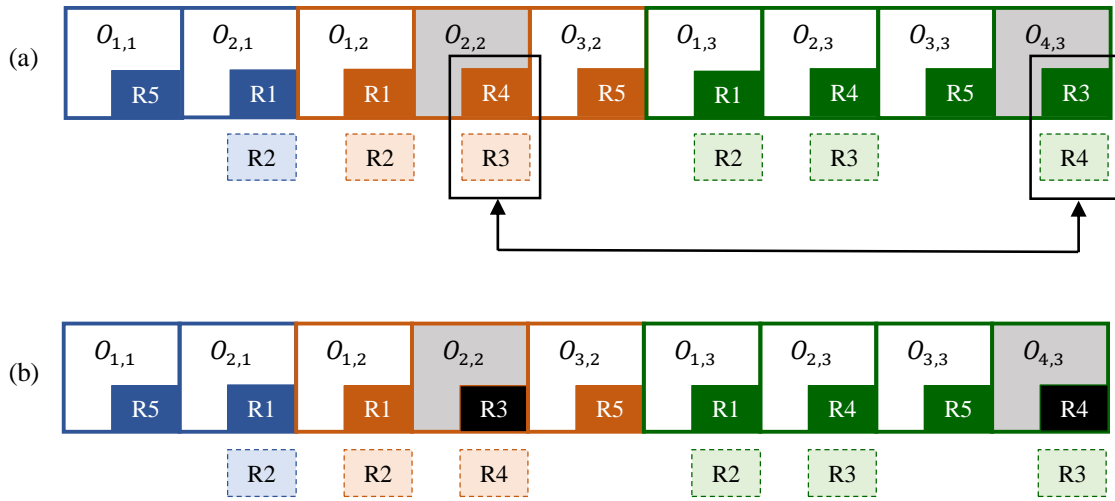 (a)
O1,1 O2,1 O1,2 O2,2 O3,2 O1,3 O2,3 O3,3 O4,3
R5 R1 R1 R4 R5 R1 R4 R5 R3
R2 R2 R3 R2 R3 R4
(b)
O1,1 O2,1 O1,2 O2,2 O3,2 O1,3 O2,3 O3,3 O4,3
R5 R1 R1 R3 R5 R1 R4 R5 R4
R2 R2 R4 R2 R3 R3